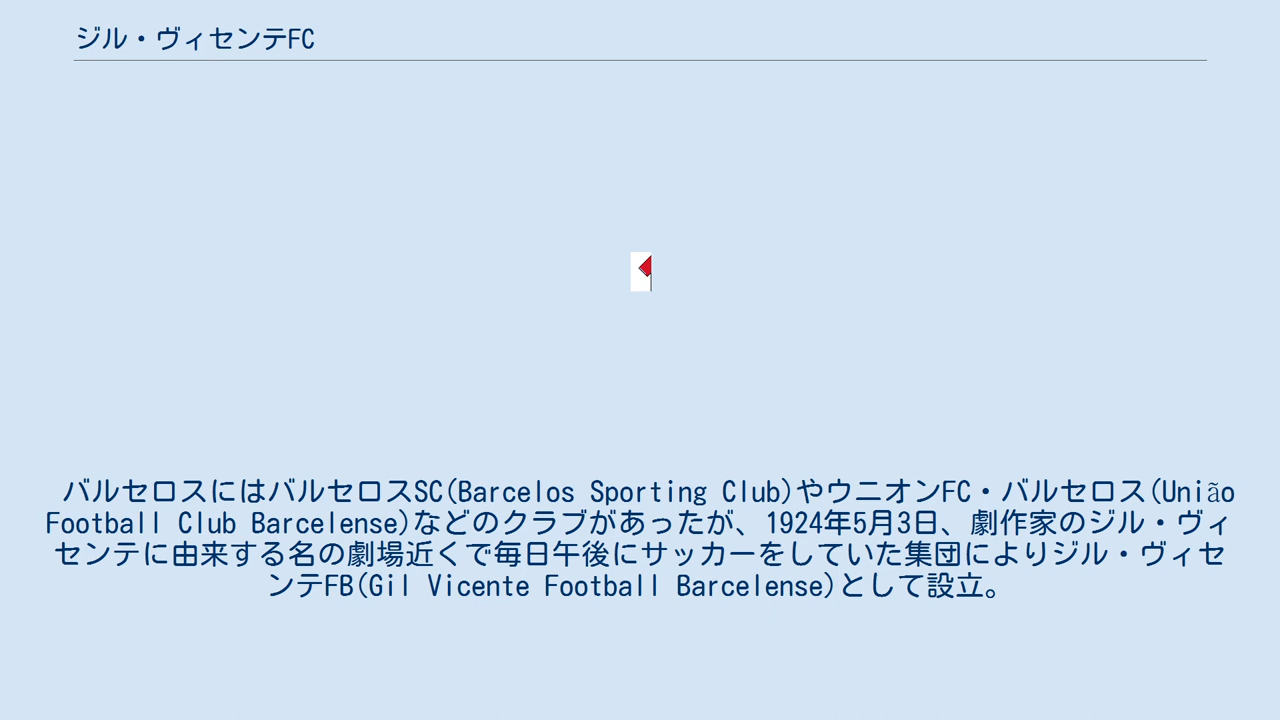 ジル・ヴィセンテFC
バルセロスにはバルセロスSC(Barcelos Sporting Club)やウニオンFC・バルセロス(União
Football Club Barcelense)などのクラブがあったが、1924年5月3日、劇作家のジル・ヴィ
センテに由来する名の劇場近くで毎日午後にサッカーをしていた集団によりジル・ヴィセ
ンテFB(Gil Vicente Football Barcelense)として設立。